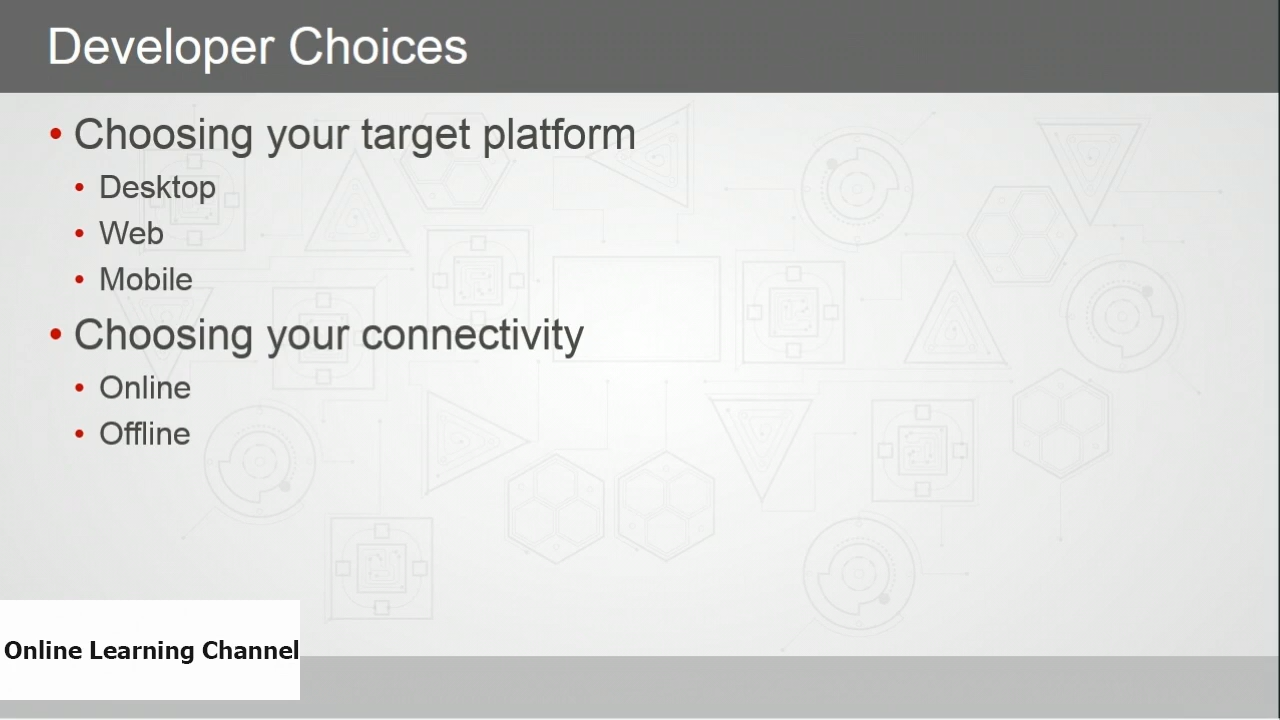 Developer Choices
• Choosing your target platform
• Desktop
• Web
• Mobile
• Choosing your connectivity
• Online
• Offline
Online Learning Channel